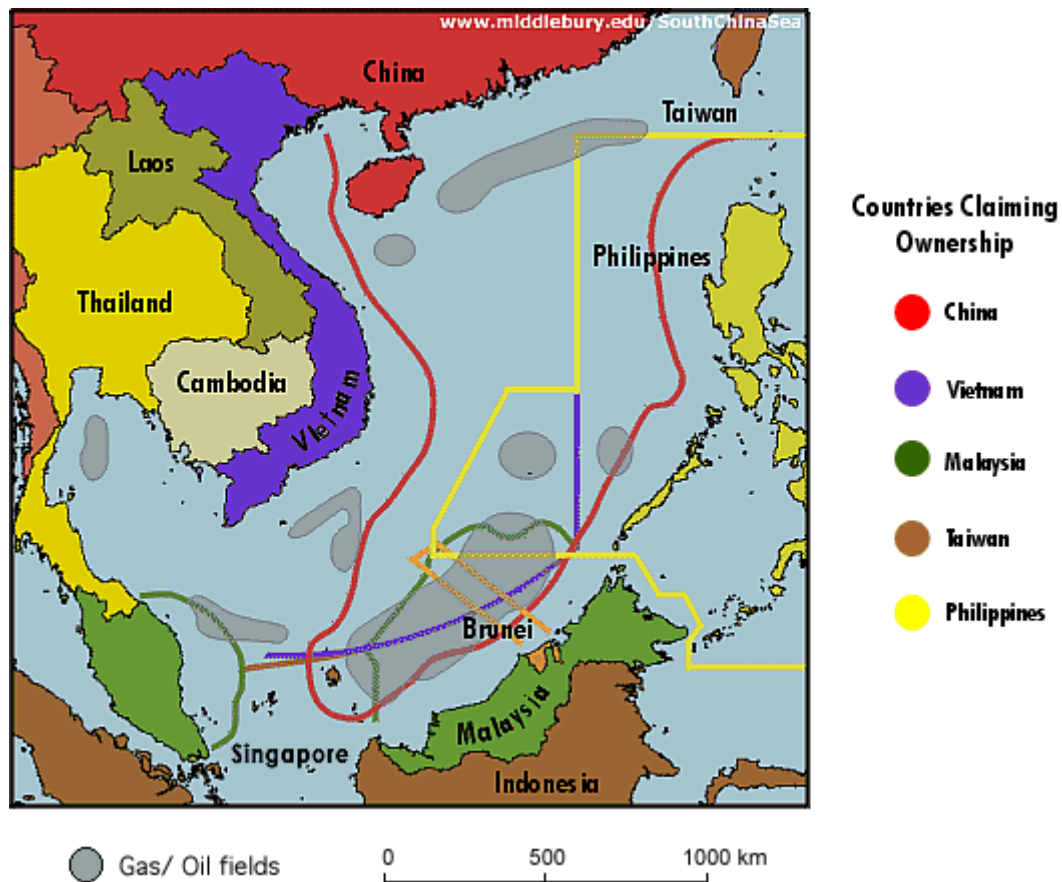 www.middlebury.edu/SouthChinaSea
China
Taiwan
Laos
Countries Claiming
Ownership
Philippines
Thailand
China
Cambodia
Vietnam
Vietnam
Malaysia
Taiwan
Philippines
Brunei
Malaysia
Singapore
Indonesia
Gas/ Oil fields
0 500 1000 km